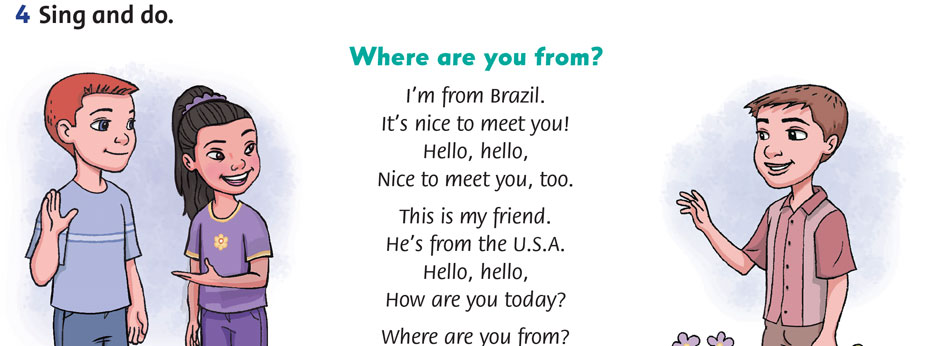 4 Sing and do.
Where are you from?
I'm from Brazil.
It's nice to meet you!
Hello, hello,
Nice to meet you, too.
This is my friend.
He's from the U.S.A.
Hello, hello,
How are you today?
Where are you from?